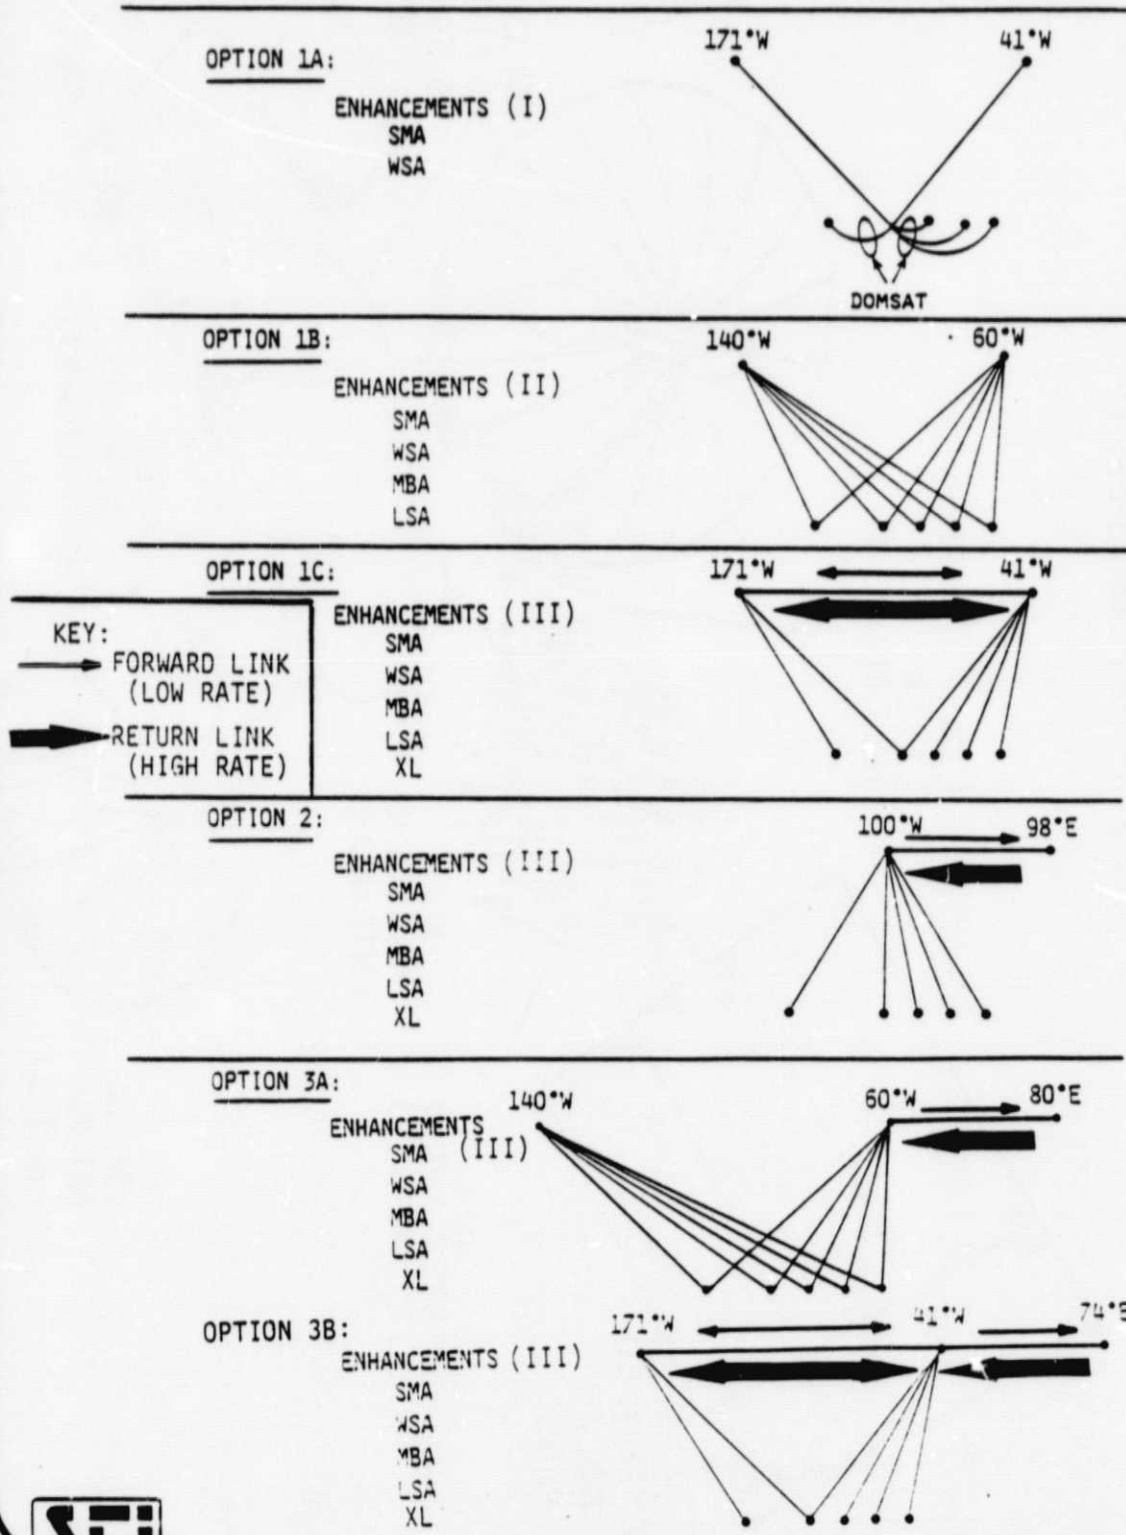 OPTION 1A:
171°W 41°W
ENHANCEMENTS (I)
SMA
WSA
DOMSAT
OPTION 1B:
140°W 60°W
ENHANCEMENTS (II)
SMA
WSA
MBA
LSA
OPTION 1C:
171°W 41°W
ENHANCEMENTS (III)
SMA
WSA
MBA
LSA
XL
KEY:
FORWARD LINK
(LOW RATE)
RETURN LINK
(HIGH RATE)
OPTION 2:
100°W 98°E
ENHANCEMENTS (III)
SMA
WSA
MBA
LSA
XL
OPTION 3A:
140°W 60°W 80°E
ENHANCEMENTS
(III)
SMA
WSA
MBA
LSA
XL
OPTION 3B:
171°W 41°W 74°E
ENHANCEMENTS (III)
SMA
WSA
MBA
LSA
XL